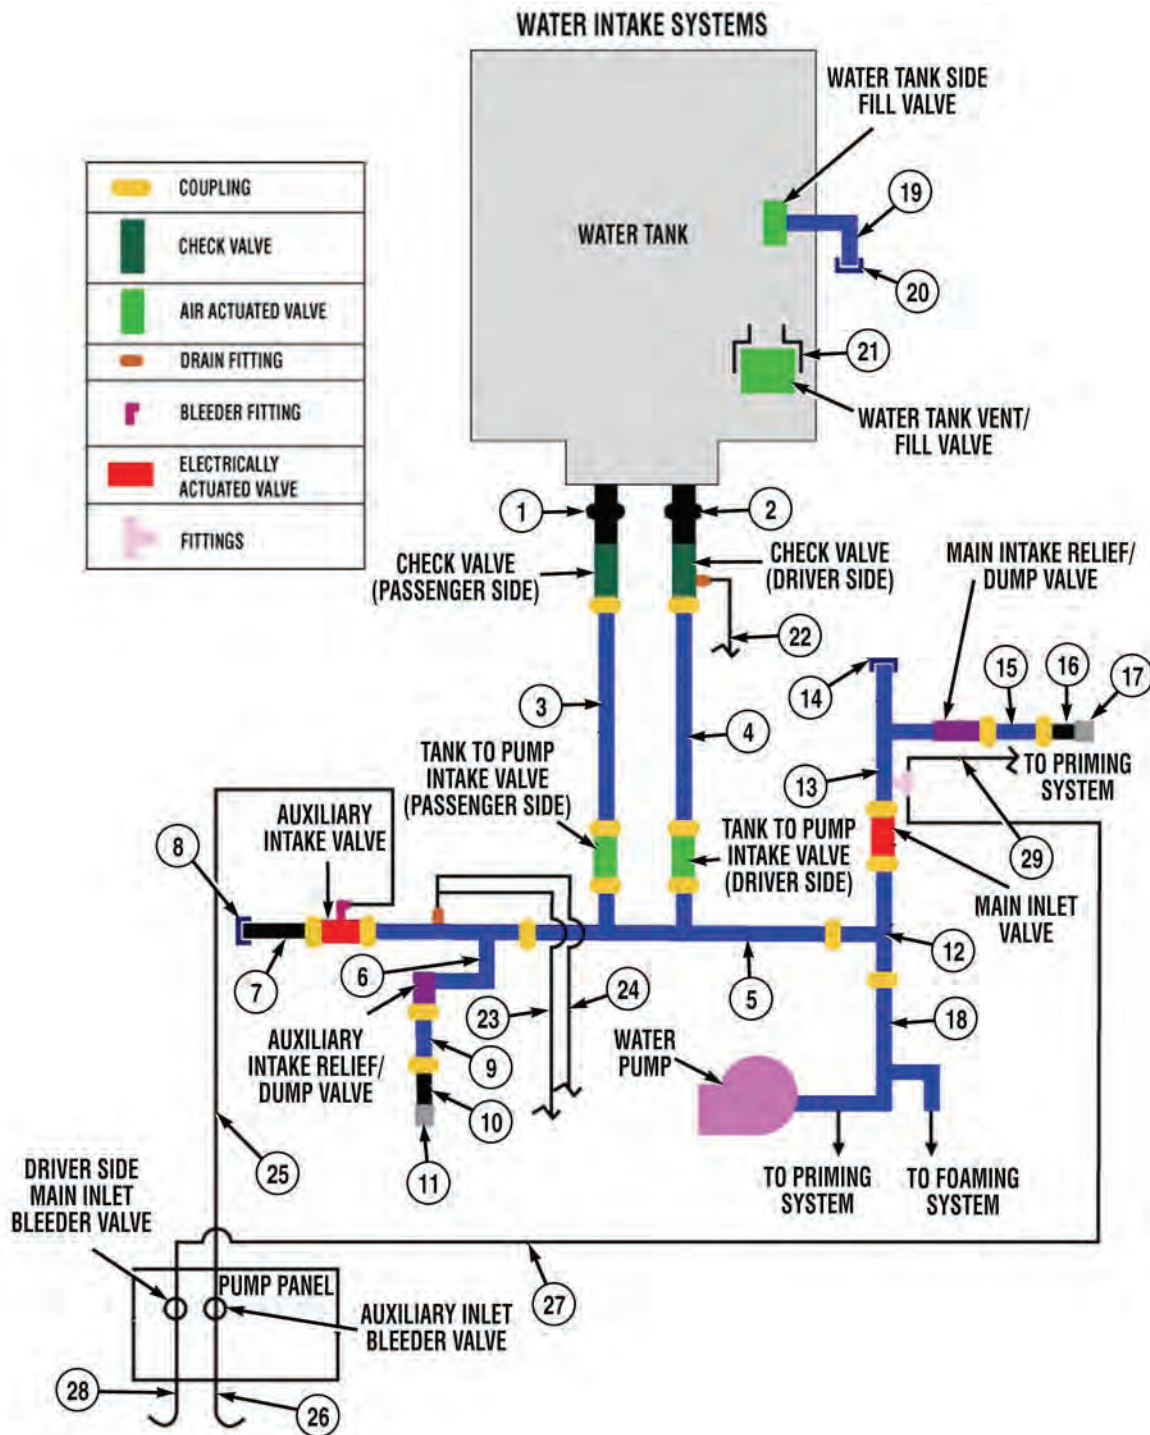 WATER INTAKE SYSTEMS
WATER TANK SIDE
FILL VALVE
COUPLING
CHECK VALVE
AIR ACTUATED VALVE
DRAIN FITTING
BLEEDER FITTING
ELECTRICALLY
ACTUATED VALVE
FITTINGS
19
WATER TANK
20
21
WATER TANK VENT/
FILL VALVE
1
2
CHECK VALVE
(PASSENGER SIDE)
CHECK VALVE
(DRIVER SIDE)
MAIN INTAKE RELIEF/
DUMP VALVE
22
14
15
16
17
3
4
TANK TO PUMP
INTAKE VALVE
(PASSENGER SIDE)
13
TO PRIMING
SYSTEM
AUXILIARY
INTAKE VALVE
8
TANK TO PUMP
INTAKE VALVE
(DRIVER SIDE)
29
MAIN INLET
VALVE
6
7
12
5
24
23
18
AUXILIARY
INTAKE RELIEF/
DUMP VALVE
WATER
PUMP
9
10
11
25
TO PRIMING
SYSTEM
TO FOAMING
SYSTEM
DRIVER SIDE
MAIN INLET
BLEEDER VALVE
PUMP PANEL
27
AUXILIARY INLET
BLEEDER VALVE
28
26